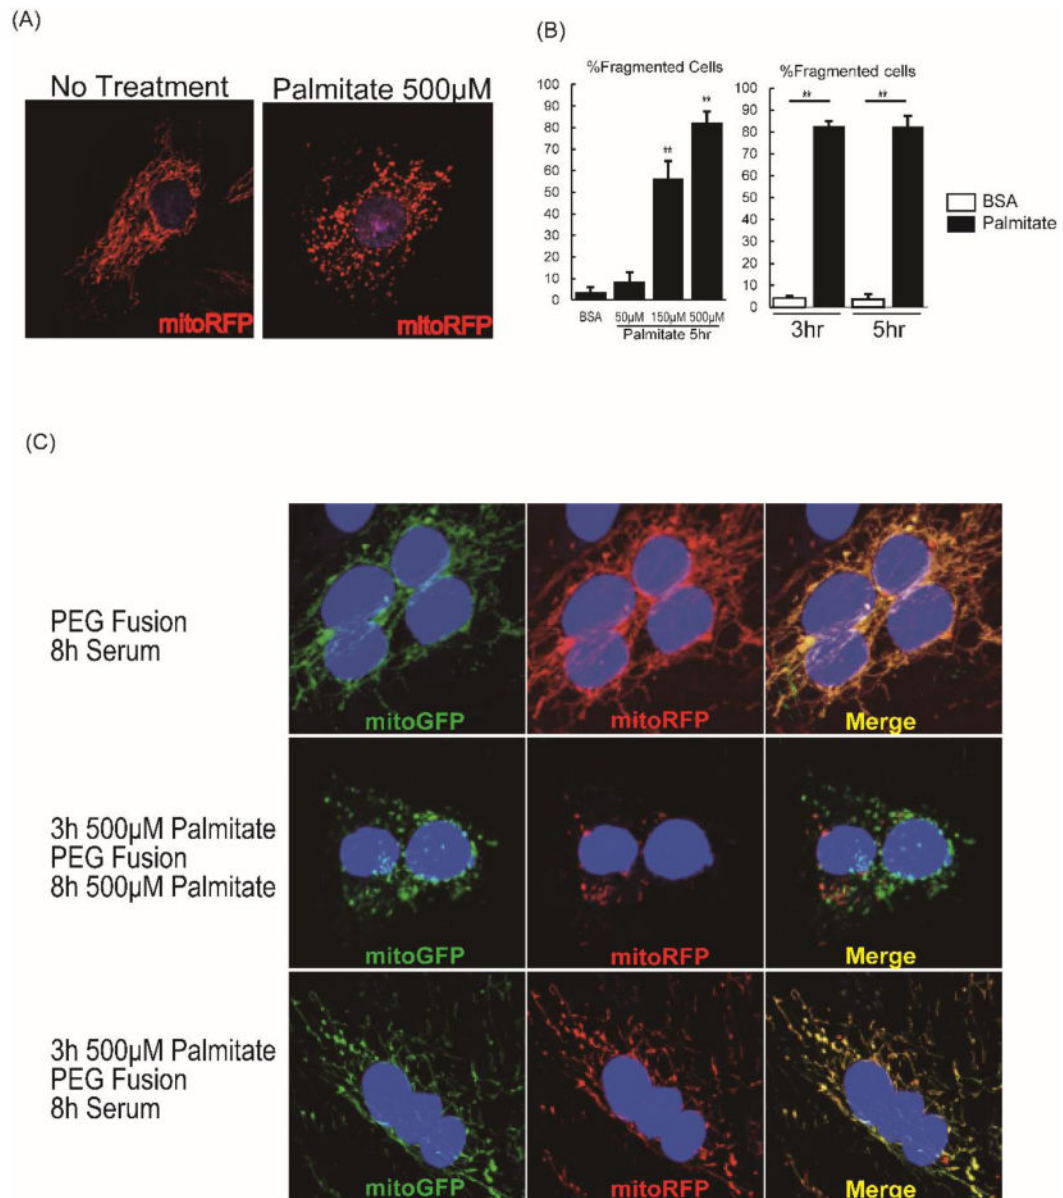 (A)
No Treatment
Palmitate 500µM
mitoRFP
mitoRFP
(B)
%Fragmented Cells
90
80
70
60
50
40
30
20
10
0
**
**
BSA
50µM
150µM
500µM
Palmitate 5hr
%Fragmented cells
100
90
80
70
60
50
40
30
20
10
0
**
**
3hr
5hr
BSA
Palmitate
(C)
PEG Fusion
8h Serum
mitoGFP
mitoRFP
Merge
3h 500µM Palmitate
PEG Fusion
8h 500µM Palmitate
mitoGFP
mitoRFP
Merge
3h 500µM Palmitate
PEG Fusion
8h Serum
mitoGFP
mitoRFP
Merge